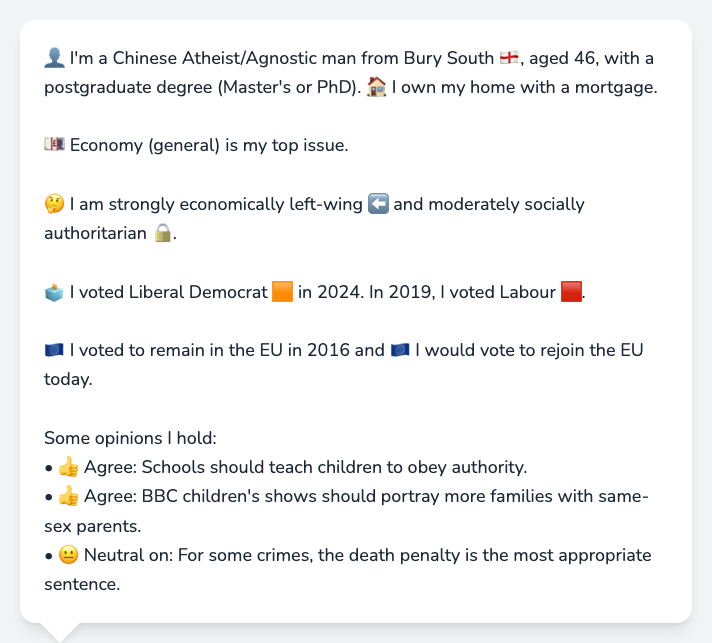 👤 I'm a Chinese Atheist/Agnostic man from Bury South 🏴󠁧󠁢󠁥󠁮󠁧󠁿, aged 46, with a
postgraduate degree (Master's or PhD). 🏠 I own my home with a mortgage.
💷 Economy (general) is my top issue.
🤔 I am strongly economically left-wing ⬅️ and moderately socially
authoritarian 🔒.
🗳️ I voted Liberal Democrat 🟧 in 2024. In 2019, I voted Labour 🟥.
🇪🇺 I voted to remain in the EU in 2016 and 🇪🇺 I would vote to rejoin the EU
today.
Some opinions I hold:
• 👍 Agree: Schools should teach children to obey authority.
• 👍 Agree: BBC children's shows should portray more families with same-
sex parents.
• 😐 Neutral on: For some crimes, the death penalty is the most appropriate
sentence.